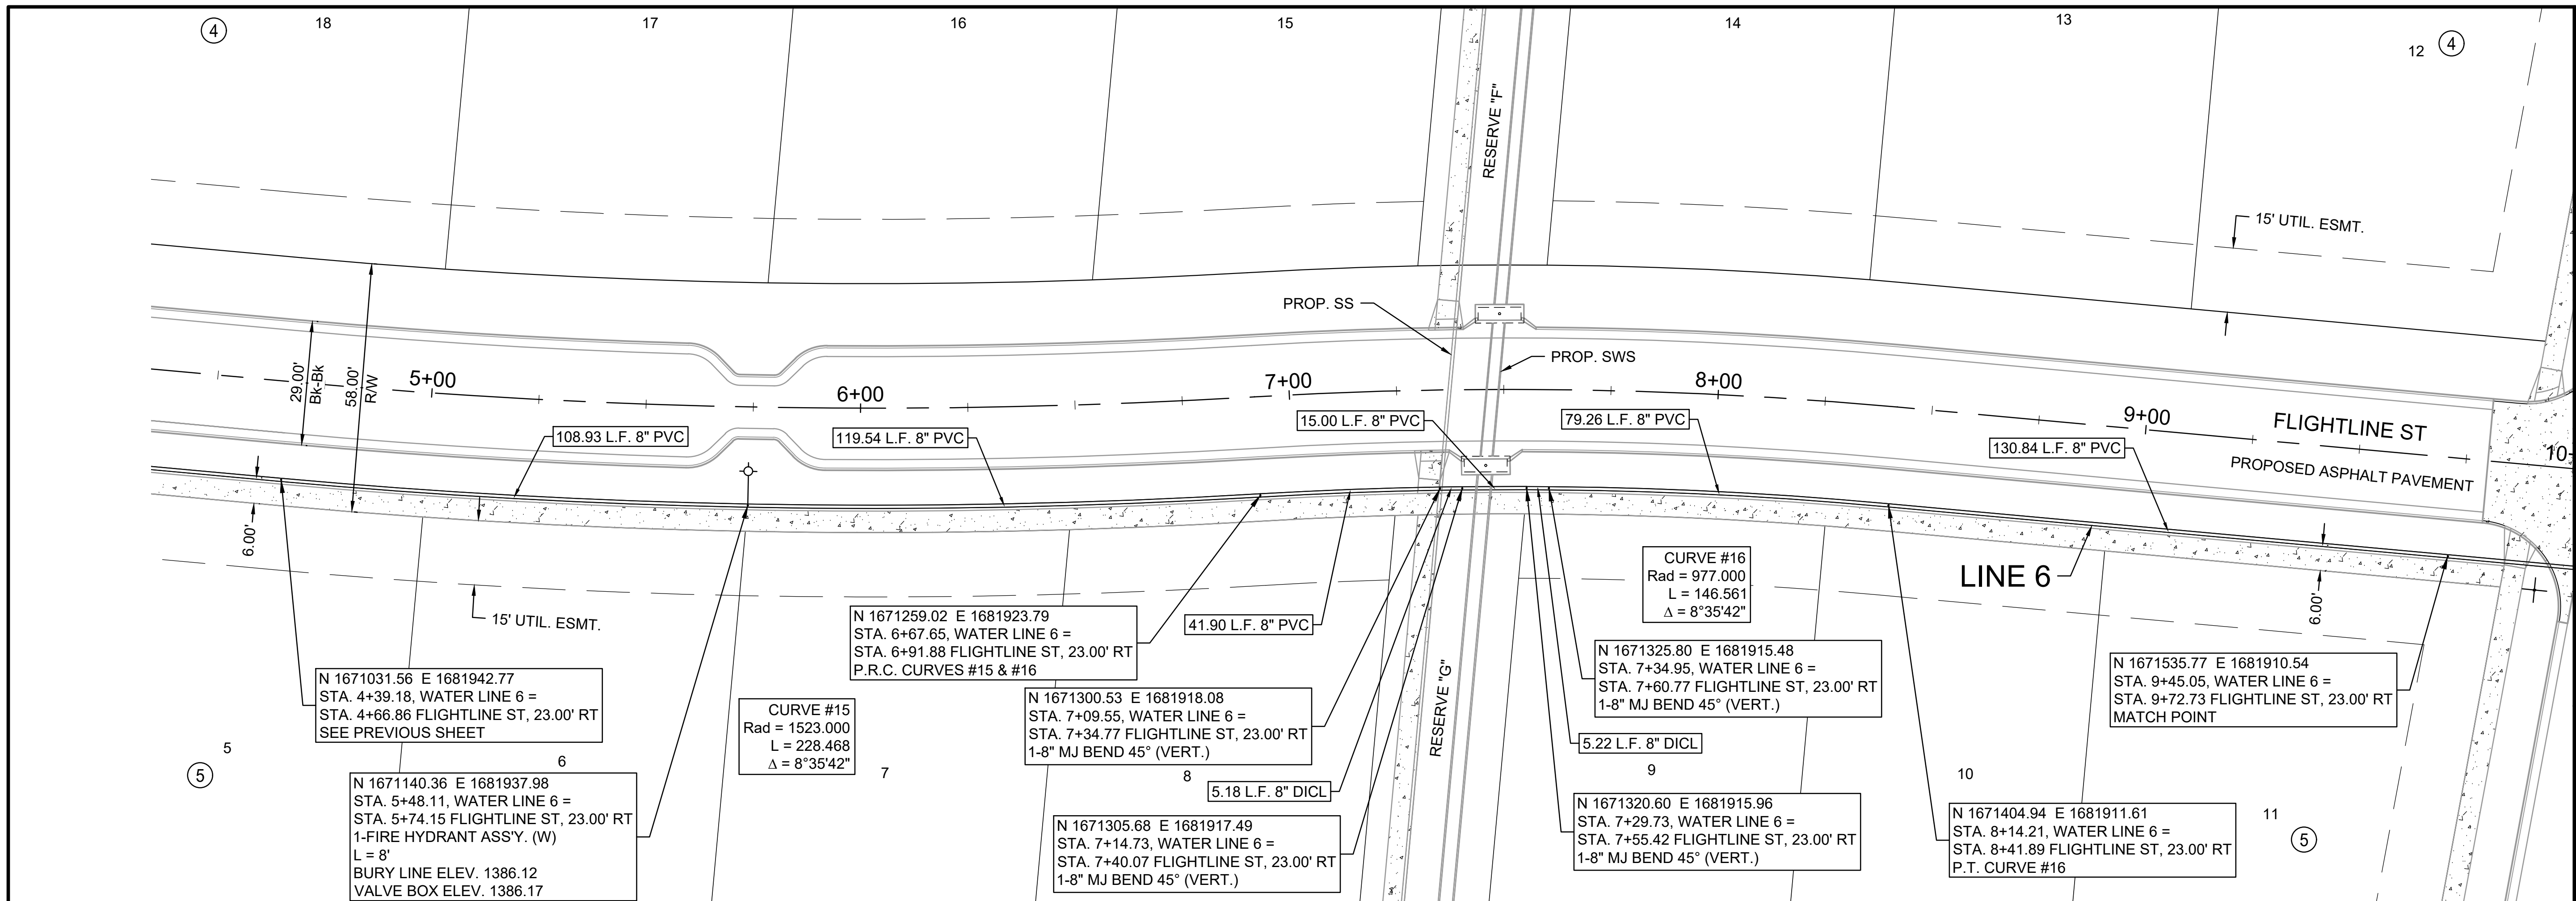 4
18
17
16
15
14
13
12
4
RESERVE "F"
15' UTIL. ESMT.
PROP. SS
PROP. SWS
29.00'
Bk-Bk
58.00'
R/W
5+00
6+00
7+00
8+00
9+00
10+
FLIGHTLINE ST
PROPOSED ASPHALT PAVEMENT
108.93 L.F. 8" PVC
119.54 L.F. 8" PVC
15.00 L.F. 8" PVC
79.26 L.F. 8" PVC
130.84 L.F. 8" PVC
6.00'
15' UTIL. ESMT.
LINE 6
6.00'
CURVE #16
Rad = 977.000
L = 146.561
Δ = 8°35'42"
N 1671259.02 E 1681923.79
STA. 6+67.65, WATER LINE 6 =
STA. 6+91.88 FLIGHTLINE ST, 23.00' RT
P.R.C. CURVES #15 & #16
41.90 L.F. 8" PVC
N 1671325.80 E 1681915.48
STA. 7+34.95, WATER LINE 6 =
STA. 7+60.77 FLIGHTLINE ST, 23.00' RT
1-8" MJ BEND 45° (VERT.)
N 1671535.77 E 1681910.54
STA. 9+45.05, WATER LINE 6 =
STA. 9+72.73 FLIGHTLINE ST, 23.00' RT
MATCH POINT
N 1671031.56 E 1681942.77
STA. 4+39.18, WATER LINE 6 =
STA. 4+66.86 FLIGHTLINE ST, 23.00' RT
SEE PREVIOUS SHEET
CURVE #15
Rad = 1523.000
L = 228.468
Δ = 8°35'42"
N 1671300.53 E 1681918.08
STA. 7+09.55, WATER LINE 6 =
STA. 7+34.77 FLIGHTLINE ST, 23.00' RT
1-8" MJ BEND 45° (VERT.)
RESERVE "G"
5.22 L.F. 8" DICL
5
5
6
7
8
9
10
11
5
N 1671140.36 E 1681937.98
STA. 5+48.11, WATER LINE 6 =
STA. 5+74.15 FLIGHTLINE ST, 23.00' RT
1-FIRE HYDRANT ASS'Y. (W)
L = 8'
BURY LINE ELEV. 1386.12
VALVE BOX ELEV. 1386.17
5.18 L.F. 8" DICL
N 1671305.68 E 1681917.49
STA. 7+14.73, WATER LINE 6 =
STA. 7+40.07 FLIGHTLINE ST, 23.00' RT
1-8" MJ BEND 45° (VERT.)
N 1671320.60 E 1681915.96
STA. 7+29.73, WATER LINE 6 =
STA. 7+55.42 FLIGHTLINE ST, 23.00' RT
1-8" MJ BEND 45° (VERT.)
N 1671404.94 E 1681911.61
STA. 8+14.21, WATER LINE 6 =
STA. 8+41.89 FLIGHTLINE ST, 23.00' RT
P.T. CURVE #16